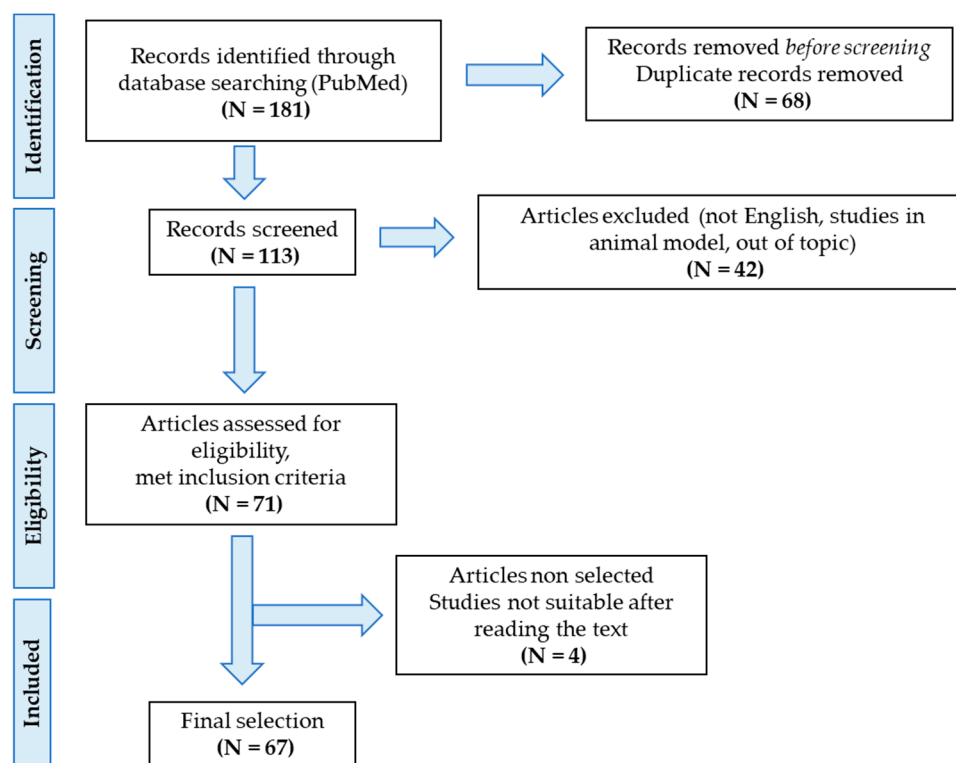 Identification
Records identified through
database searching (PubMed)
(N = 181)
Records removed before screening
Duplicate records removed
(N = 68)
Screening
Records screened
(N = 113)
Articles excluded (not English, studies in
animal model, out of topic)
(N = 42)
Eligibility
Articles assessed for
eligibility,
met inclusion criteria
(N = 71)
Articles non selected
Studies not suitable after
reading the text
(N = 4)
Included
Final selection
(N = 67)